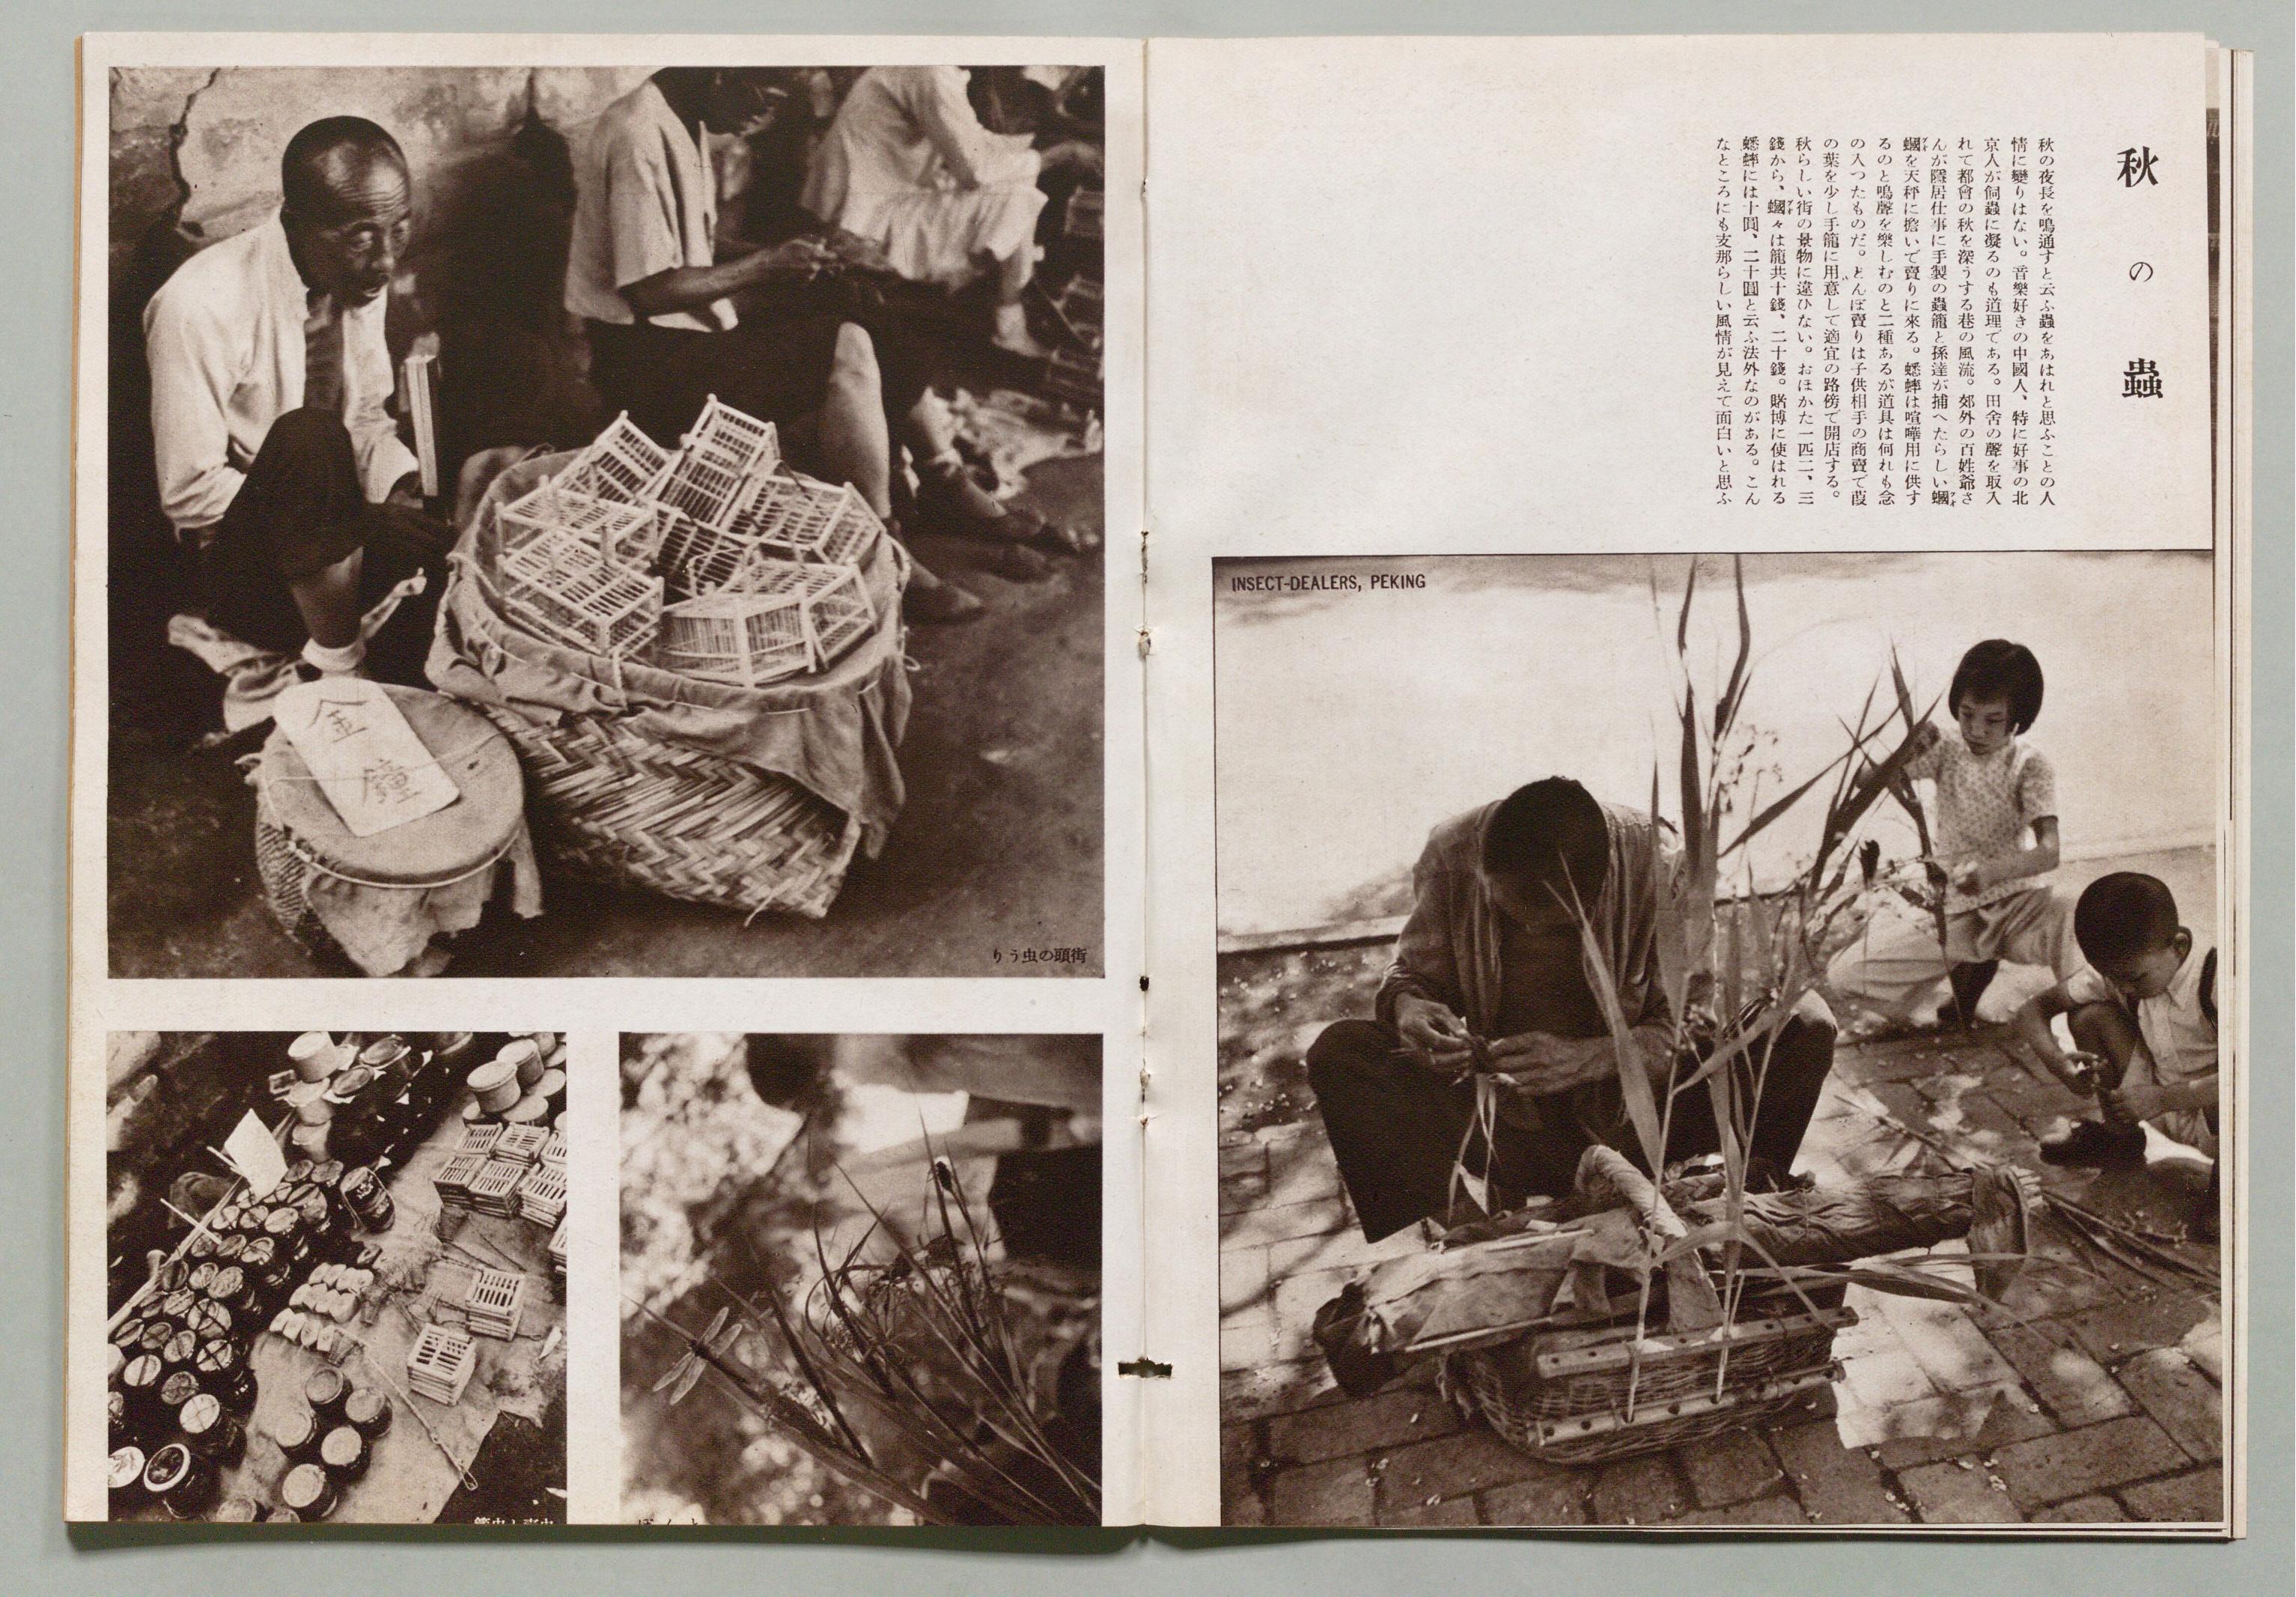 秋の蟲
秋の夜長を鳴通すと云ふ蟲をあはれと思ふことの人
情に變りはない。音樂好きの中國人、特に好事の北
京人が飼蟲に凝るのも道理である。田舍の聲を取入
れて都會の秋を深うする巷の風流。郊外の百姓爺さ
んが隱居仕事に手製の蟲籠と孫達が捕へたらしい蟈
蟈を天秤に擔いで賣りに來る。蟋蟀は喧嘩用に供す
るのと鳴聲を樂しむのと二種あるが道具は何れも念
の入つたものだ。とんぼ賣りは子供相手の商賣で葭
の葉を少し手籠に用意して適宜の路傍で開店する。
秋らしい街の景物に違ひない。おほかた一匹二、三
錢から、蟈々は籠共十錢、二十錢。賭博に使はれる
蟋蟀には十圓、二十圓と云ふ法外なのがある。こん
なところにも支那らしい風情が見えて面白いと思ふ
INSECT-DEALERS, PEKING
金
鐘
りう虫の頭街